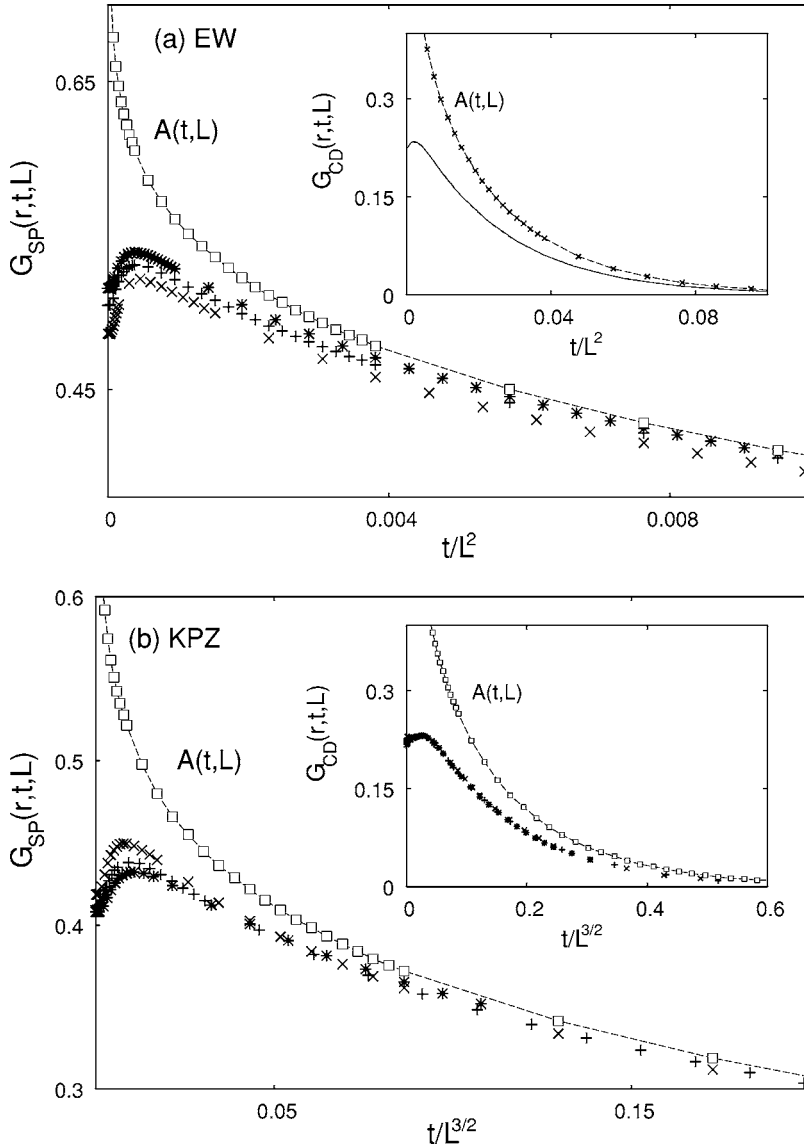 (a) EW
0.65
A(t,L)
G_SP(r,t,L)
0.45
0
0.004
0.008
t/L²
0.3
A(t,L)
G_CD(r,t,L)
0.15
0
0
0.04
0.08
t/L²
0.6
(b) KPZ
0.5
A(t,L)
G_SP(r,t,L)
0.4
0.3
0.05
0.15
t/L^3/2
0.3
A(t,L)
G_CD(r,t,L)
0.15
0
0
0.2
0.4
0.6
t/L^3/2